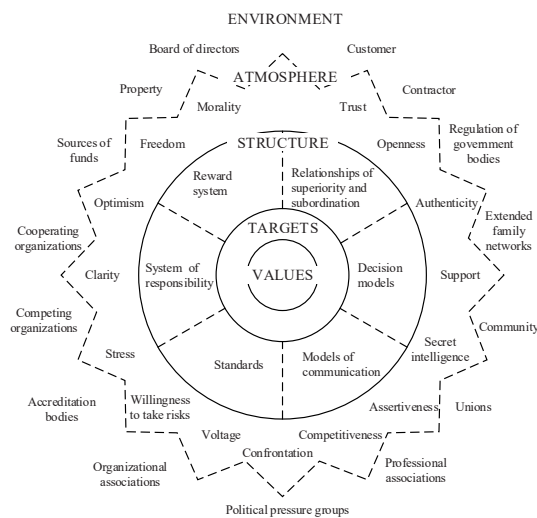 ENVIRONMENT
Board of directors
Customer
ATMOSPHERE
Property
Contractor
Morality
Trust
Sources of
funds
Freedom
STRUCTURE
Openness
Regulation of
government
bodies
Reward
system
Relationships of
superiority and
subordination
Optimism
Authenticity
Extended
family
networks
Cooperating
organizations
TARGETS
Clarity
System of
responsibility
VALUES
Decision
models
Support
Competing
organizations
Community
Stress
Standards
Models of
communication
Secret
intelligence
Accreditation
bodies
Willingness
to take risks
Assertiveness
Unions
Voltage
Confrontation
Competitiveness
Organizational
associations
Professional
associations
Political pressure groups